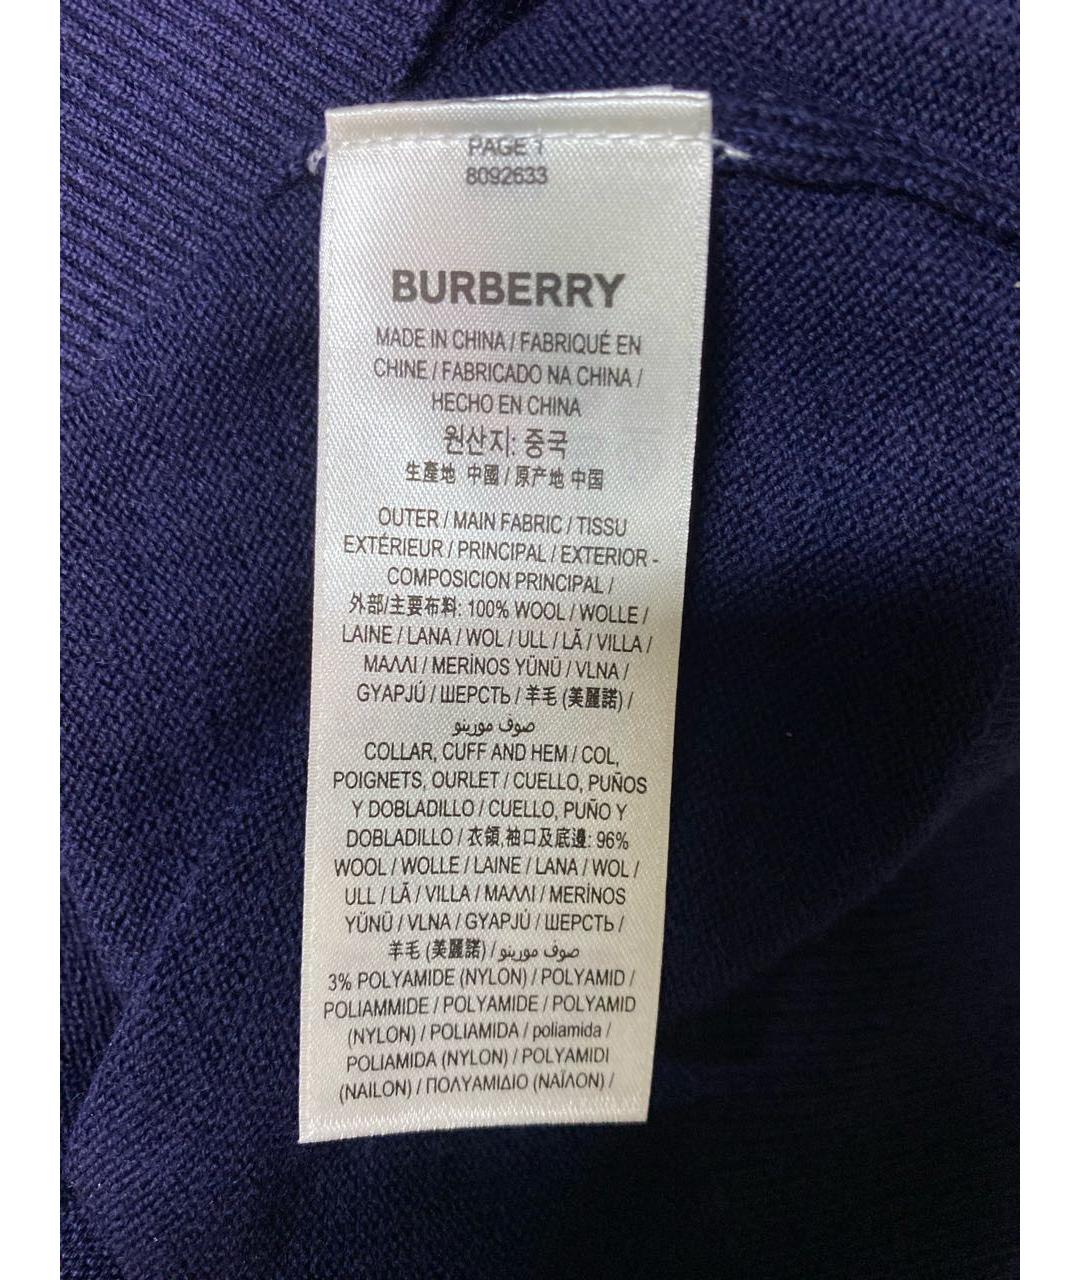 PAGE 1
8092633
BURBERRY
MADE IN CHINA / FABRIQUÉ EN
CHINE / FABRICADO NA CHINA /
HECHO EN CHINA
원산지: 중국
生產地 中國 / 原产地 中国
OUTER / MAIN FABRIC / TISSU
EXTÉRIEUR / PRINCIPAL / EXTERIOR -
COMPOSICION PRINCIPAL /
外部/主要布料: 100% WOOL / WOLLE /
LAINE / LANA / WOL / ULL / LÃ / VILLA /
ΜΑΛΛΙ / MERİNOS YÜNÜ / VLNA /
GYAPJÚ / ШЕРСТЬ / 羊毛 (美麗諾) /
صوف مورينو
COLLAR, CUFF AND HEM / COL,
POIGNETS, OURLET / CUELLO, PUÑOS
Y DOBLADILLO / CUELLO, PUÑO Y
DOBLADILLO / 衣領,袖口及底邊: 96%
WOOL / WOLLE / LAINE / LANA / WOL /
ULL / LÃ / VILLA / ΜΑΛΛΙ / MERİNOS
YÜNÜ / VLNA / GYAPJÚ / ШЕРСТЬ /
羊毛 (美麗諾) / صوف مورينو
3% POLYAMIDE (NYLON) / POLYAMID /
POLIAMMIDE / POLYAMIDE / POLYAMID
(NYLON) / POLIAMIDA / poliamida /
POLIAMIDA (NYLON) / POLYAMIDI
(NAILON) / ΠΟΛΥΑΜΙΔΙΟ (ΝΑΪΛΟΝ) /